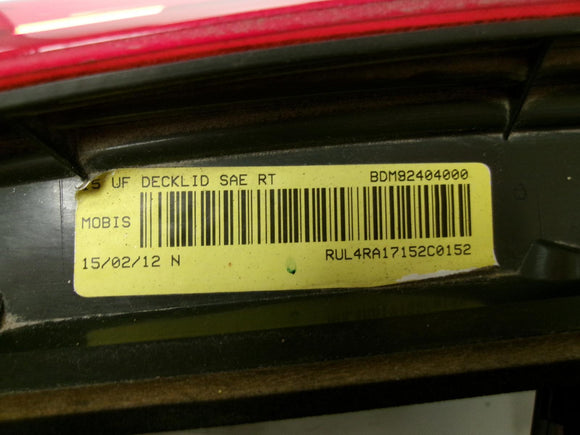 UF DECKLID SAE RT BDM92404000
MOBIS
15/02/12 N RUL4RA17152C0152